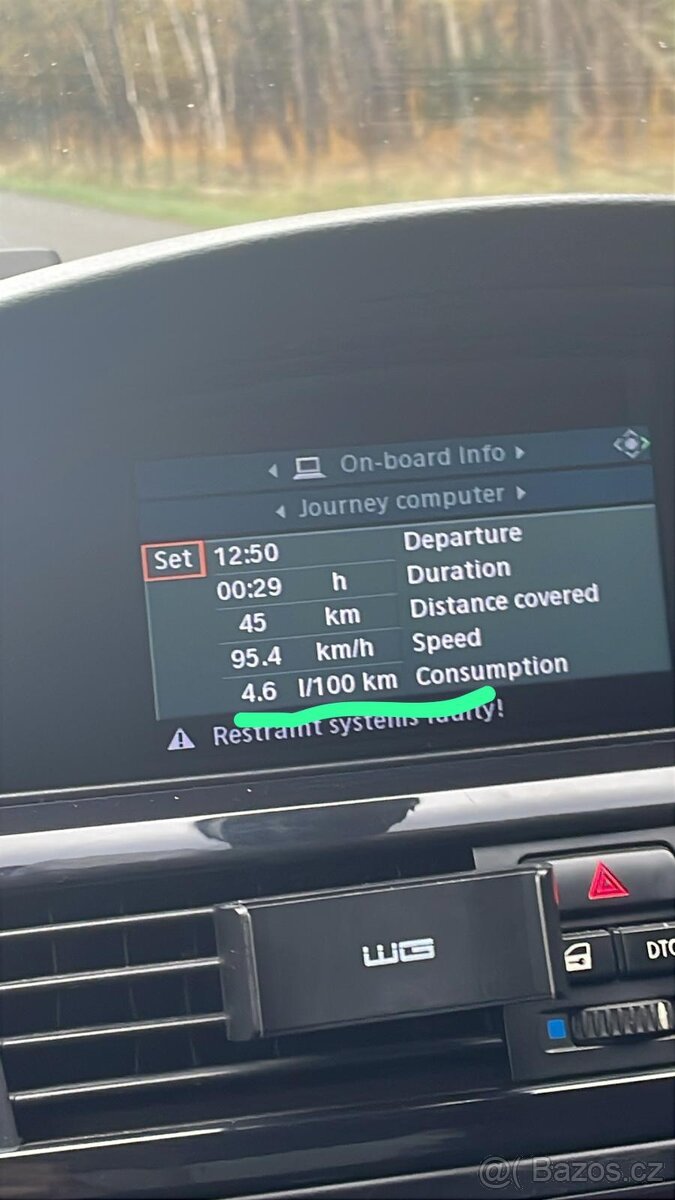 On-board Info
Journey computer
Set 12:50 Departure
00:29 h Duration
45 km Distance covered
95.4 km/h Speed
4.6 l/100 km Consumption
Restraint systems faulty!
WG
DTC
@( Bazos.cz